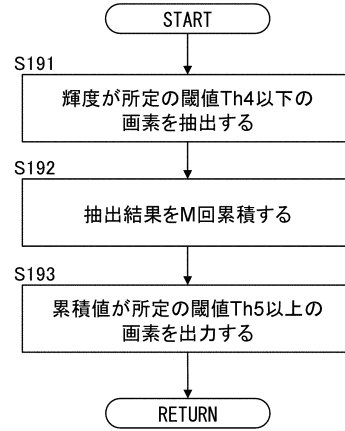 START
S191
輝度が所定の閾値Th4以下の
画素を抽出する
S192
抽出結果をM回累積する
S193
累積値が所定の閾値Th5以上の
画素を出力する
RETURN